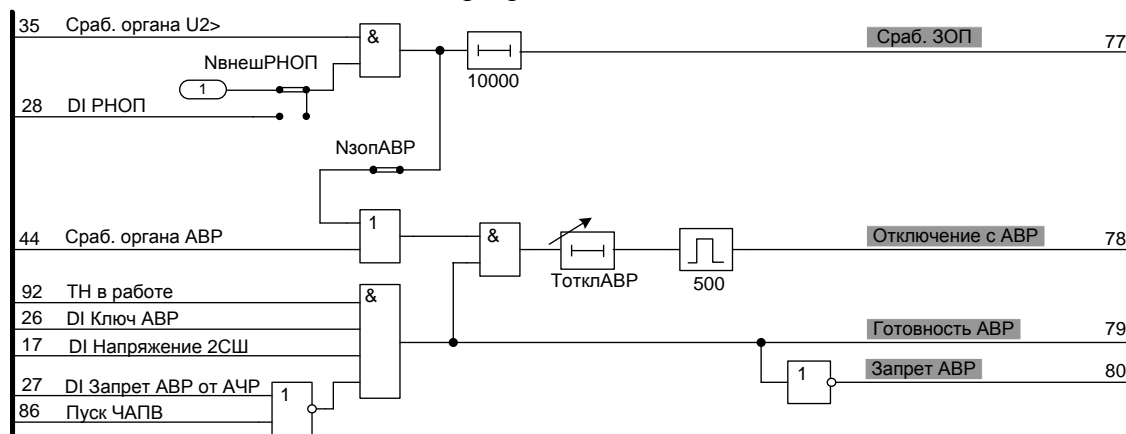 35 Сраб. органа U2>
&
Сраб. ЗОП 77
NвнешРНОП
10000
1
28 DI РНОП
NзопАВР
1
&
44 Сраб. органа АВР
Отключение с АВР 78
ТотклАВР
500
92 ТН в работе
&
26 DI Ключ АВР
Готовность АВР 79
17 DI Напряжение 2СШ
Запрет АВР 80
1
27 DI Запрет АВР от АЧР
1
86 Пуск ЧАПВ